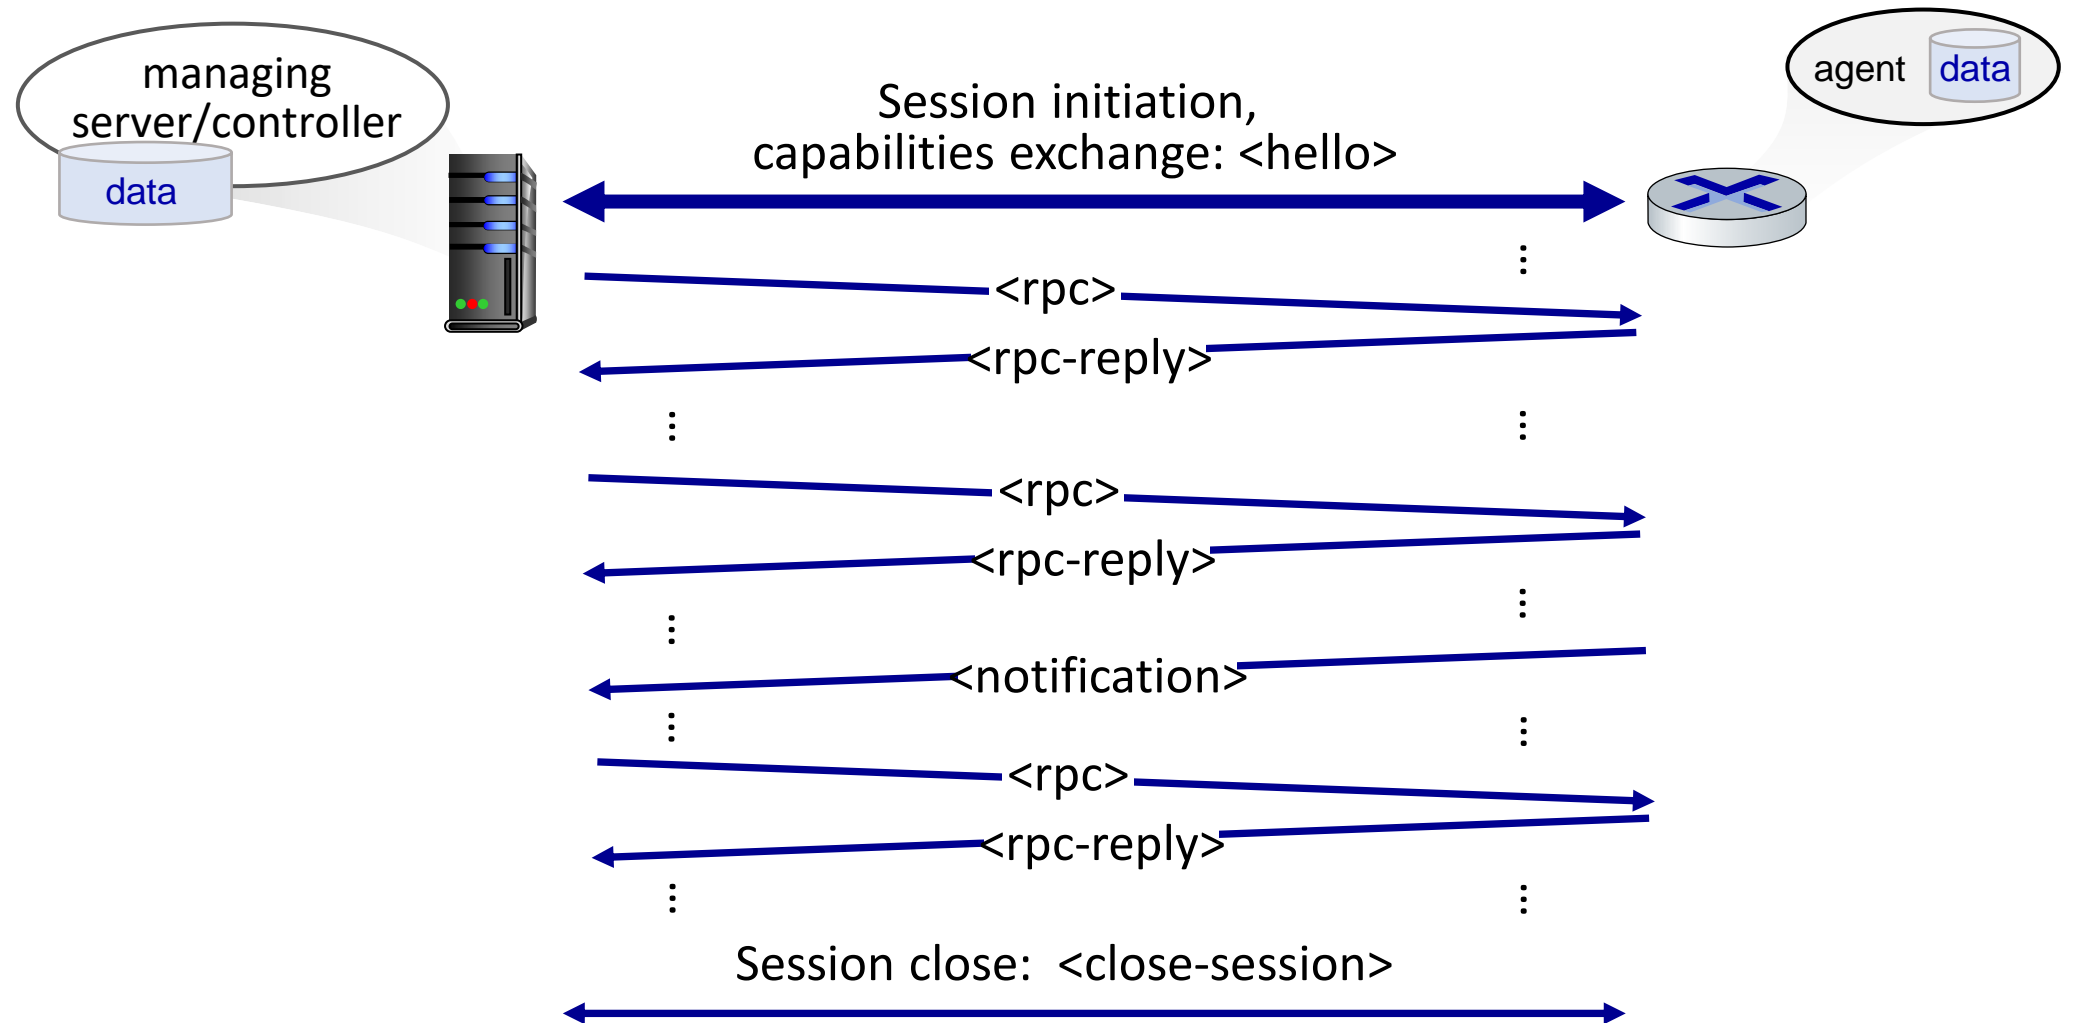 managing
server/controller
data
agent
data
Session initiation,
capabilities exchange: <hello>
<rpc>
<rpc-reply>
<rpc>
<rpc-reply>
<notification>
<rpc>
<rpc-reply>
Session close: <close-session>